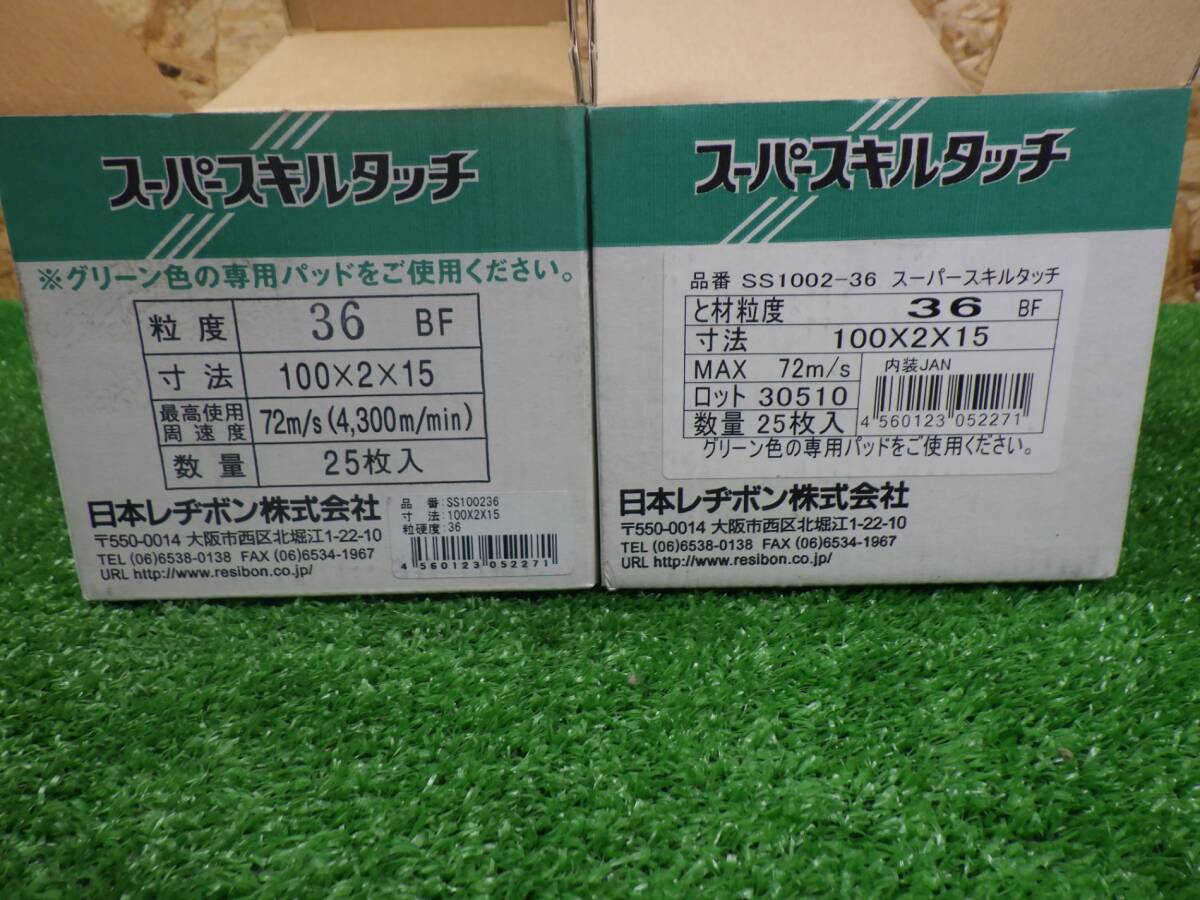 スーパースキルタッチ
※グリーン色の専用パッドをご使用ください。
粒度 36 BF
寸法 100×2×15
最高使用周速度 72m/s(4,300m/min)
数量 25枚入
日本レヂボン株式会社
〒550-0014 大阪市西区北堀江1-22-10
TEL (06)6538-0138 FAX (06)6534-1967
URL http://www.resibon.co.jp/
品番:SS100236
寸法:100X2X15
粒硬度:36
4 560123 052271
スーパースキルタッチ
品番 SS1002-36 スーパースキルタッチ
と材粒度 36 BF
寸法 100X2X15
MAX 72m/s
内装JAN
ロット 30510
数量 25枚入
4 560123 052271
グリーン色の専用パッドをご使用ください。
日本レヂボン株式会社
〒550-0014 大阪市西区北堀江1-22-10
TEL (06)6538-0138 FAX (06)6534-1967
URL http://www.resibon.co.jp/